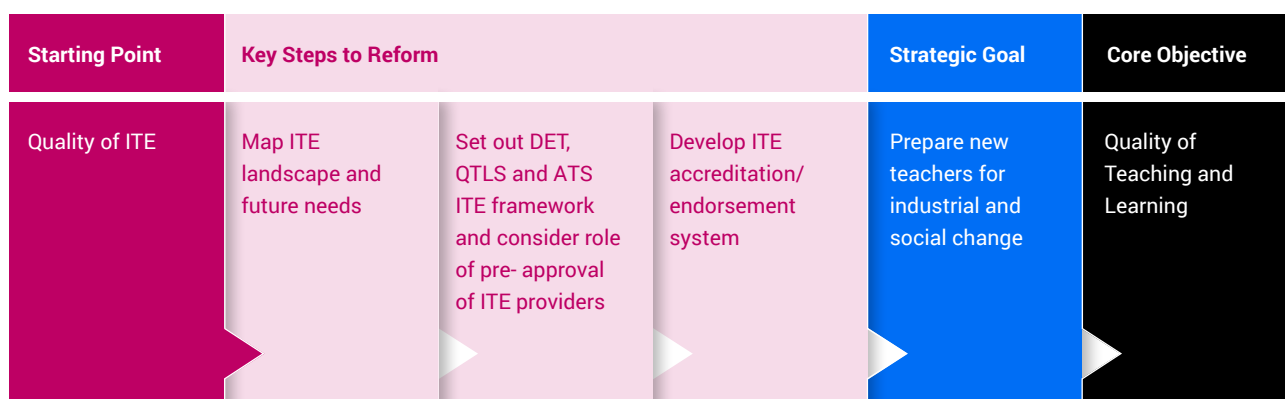 Starting Point
Key Steps to Reform
Strategic Goal
Core Objective
Quality of ITE
Map ITE
landscape and
future needs
Set out DET,
QTLS and ATS
ITE framework
and consider role
of pre- approval
of ITE providers
Develop ITE
accreditation/
endorsement
system
Prepare new
teachers for
industrial and
social change
Quality of
Teaching and
Learning